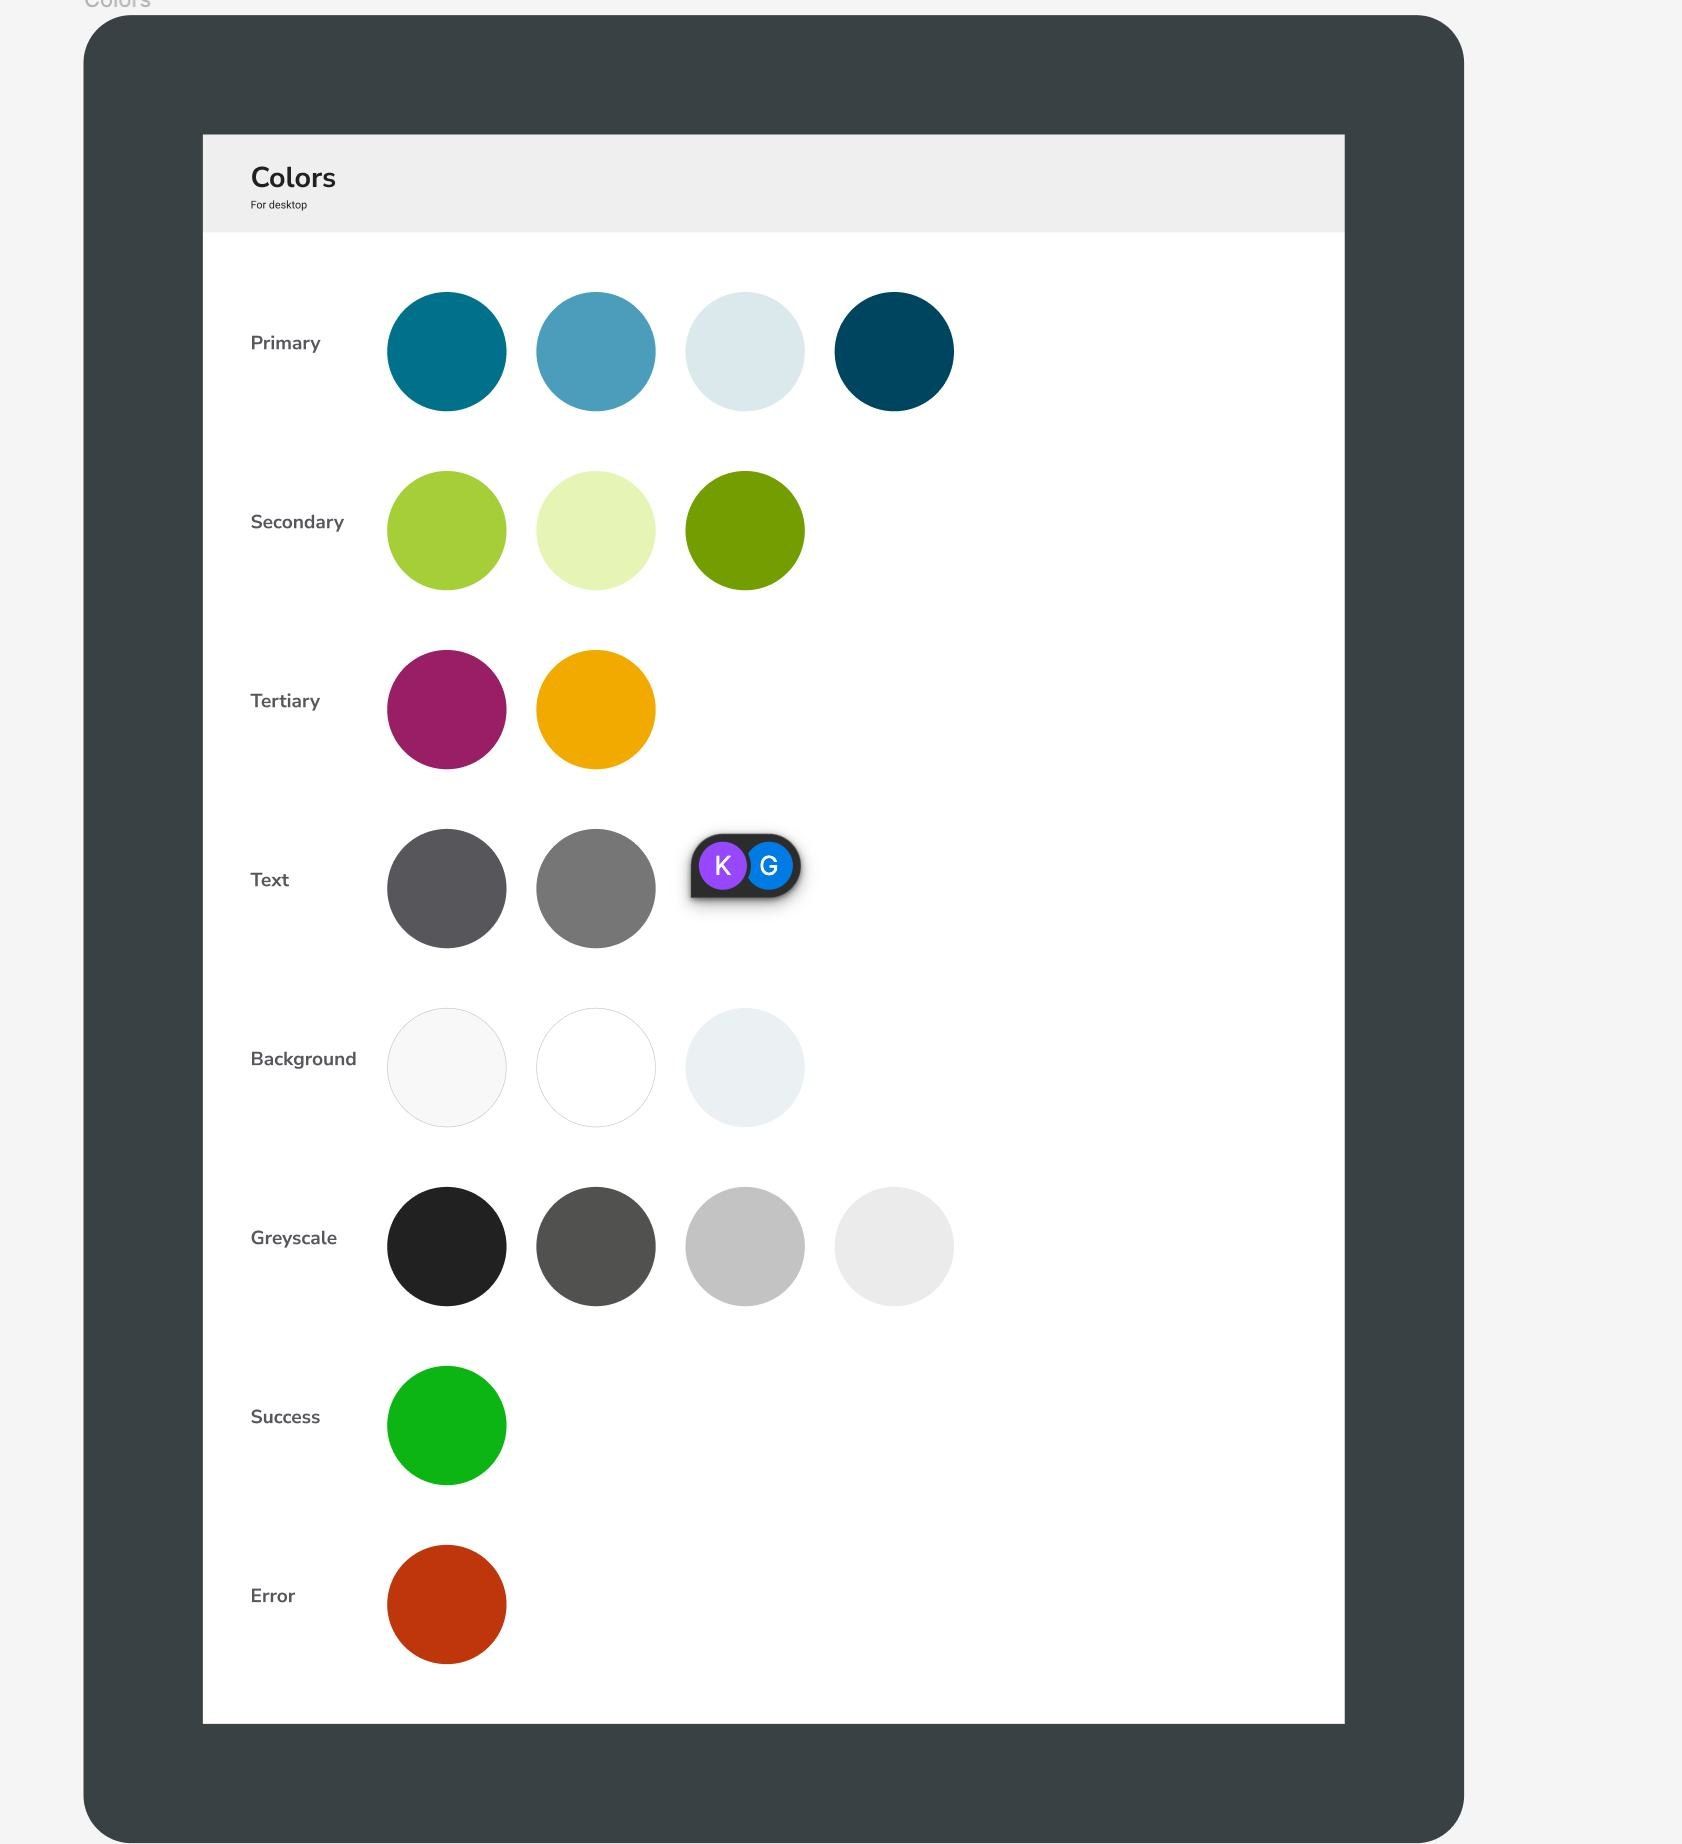 Colors
Colors
For desktop
Primary
Secondary
Tertiary
Text
K G
Background
Greyscale
Success
Error